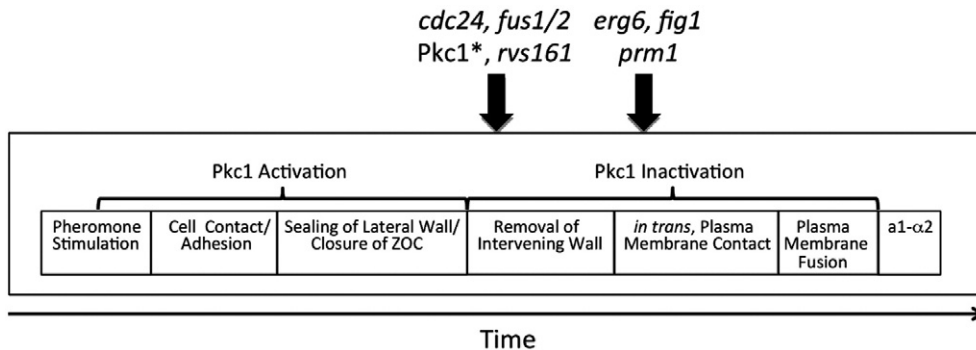 cdc24, fus1/2 erg6, fig1
Pkc1*, rvs161 prm1
Pkc1 Activation Pkc1 Inactivation
Pheromone
Stimulation
Cell Contact/
Adhesion
Sealing of Lateral Wall/
Closure of ZOC
Removal of
Intervening Wall
in trans, Plasma
Membrane Contact
Plasma
Membrane
Fusion
a1-α2
Time